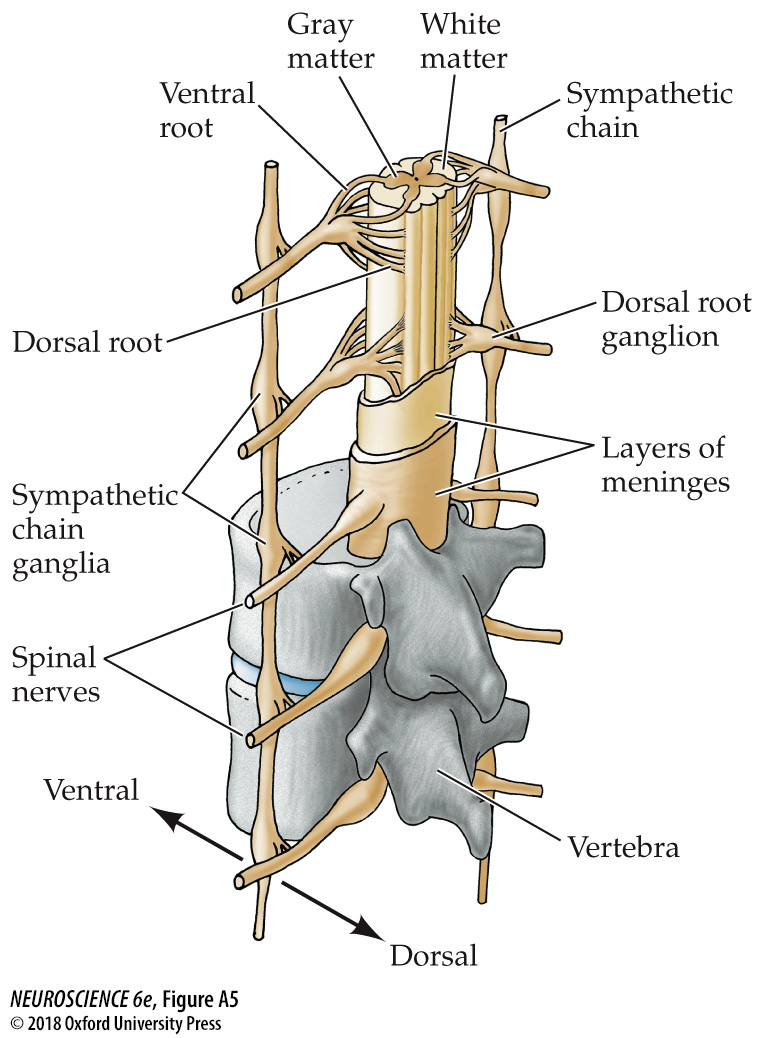 Gray
matter
White
matter
Ventral
root
Sympathetic
chain
Dorsal root
Dorsal root
ganglion
Layers of
meninges
Sympathetic
chain
ganglia
Spinal
nerves
Ventral
Vertebra
Dorsal
NEUROSCIENCE 6e, Figure A5
© 2018 Oxford University Press